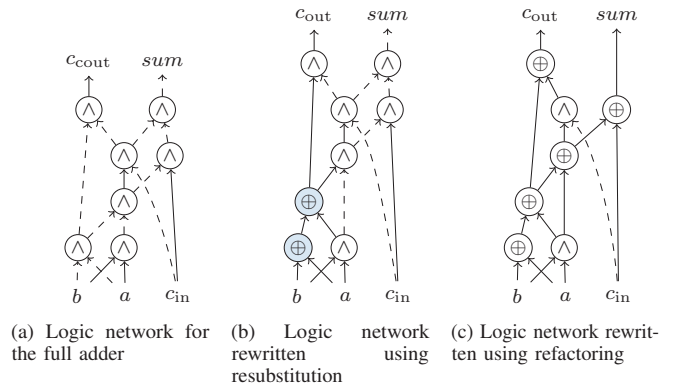 c_cout sum
∧ ∧
∧ ∧
∧
∧ ∧
b a c_in
(a) Logic network for
the full adder
c_out sum
∧ ∧
∧ ∧
∧
⊕
⊕ ∧
b a c_in
(b) Logic network
rewritten using
resubstitution
c_out sum
⊕
∧ ⊕
⊕
⊕
⊕ ∧
b a c_in
(c) Logic network rewrit-
ten using refactoring